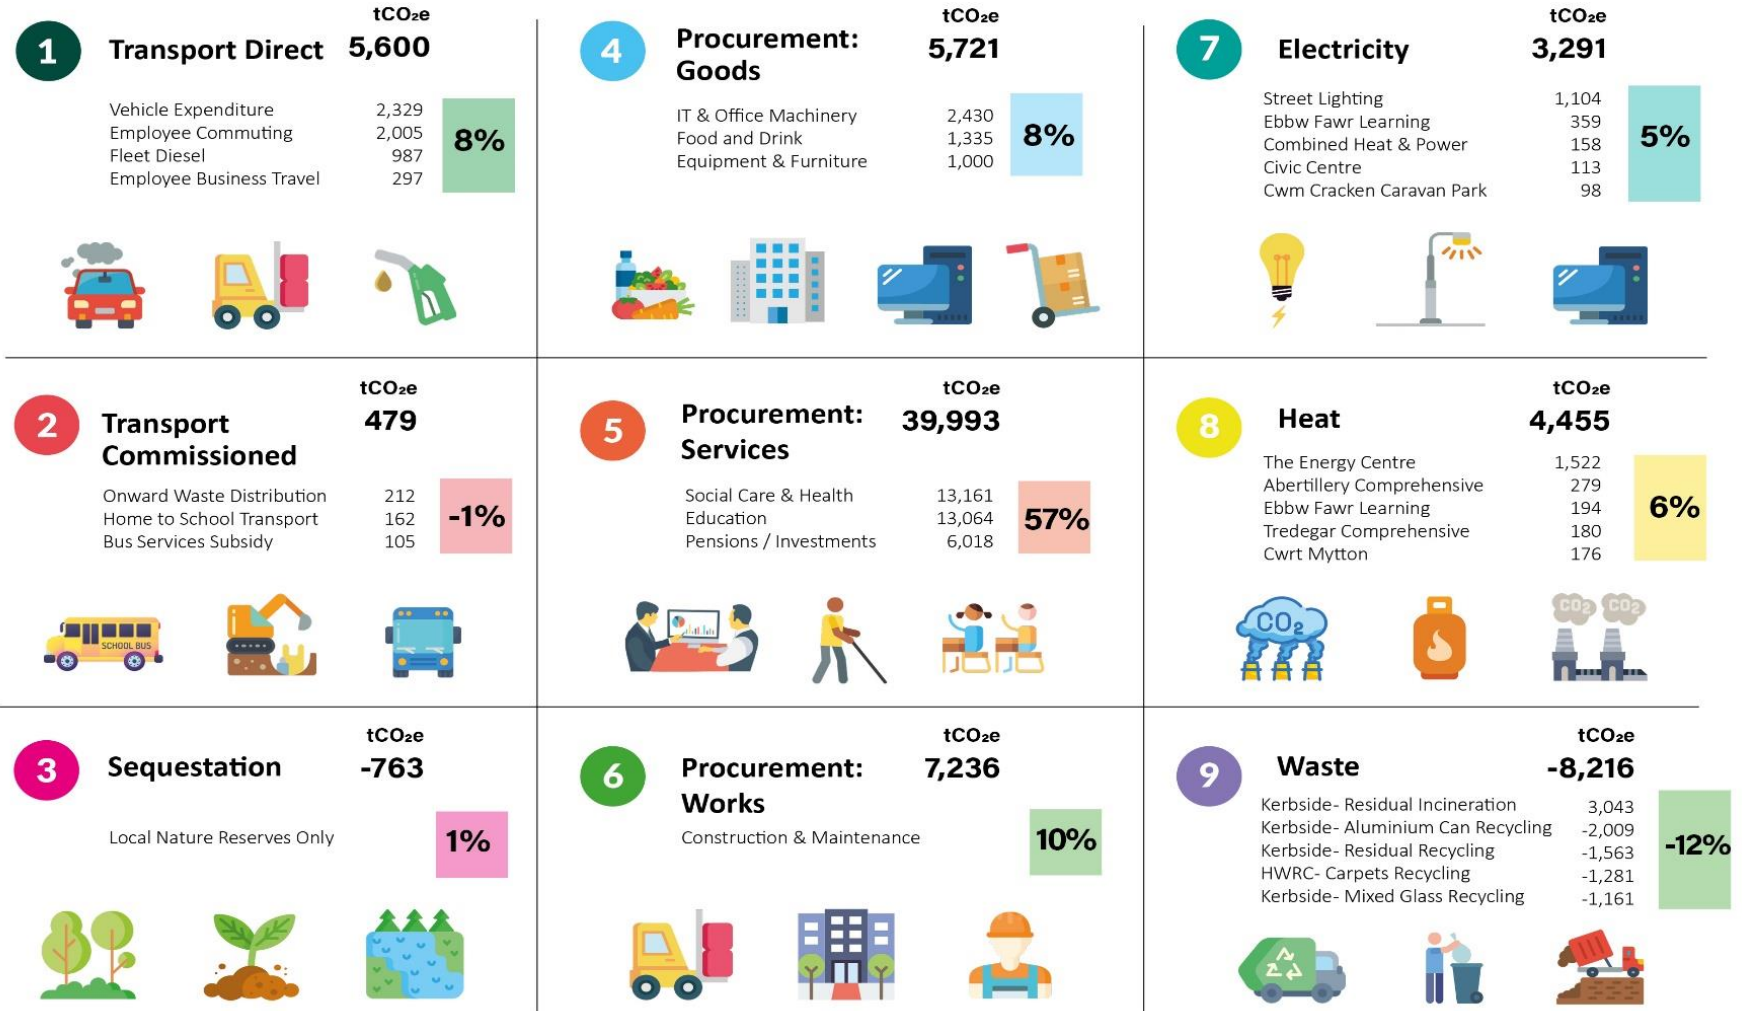 1
Transport Direct
tCO₂e
5,600
Vehicle Expenditure 2,329
Employee Commuting 2,005
Fleet Diesel 987
Employee Business Travel 297
8%
2
Transport
Commissioned
tCO₂e
479
Onward Waste Distribution 212
Home to School Transport 162
Bus Services Subsidy 105
-1%
SCHOOL BUS
3
Sequestation
tCO₂e
-763
Local Nature Reserves Only
1%
4
Procurement:
Goods
tCO₂e
5,721
IT & Office Machinery 2,430
Food and Drink 1,335
Equipment & Furniture 1,000
8%
5
Procurement:
Services
tCO₂e
39,993
Social Care & Health 13,161
Education 13,064
Pensions / Investments 6,018
57%
6
Procurement:
Works
tCO₂e
7,236
Construction & Maintenance
10%
7
Electricity
tCO₂e
3,291
Street Lighting 1,104
Ebbw Fawr Learning 359
Combined Heat & Power 158
Civic Centre 113
Cwm Cracken Caravan Park 98
5%
8
Heat
tCO₂e
4,455
The Energy Centre 1,522
Abertillery Comprehensive 279
Ebbw Fawr Learning 194
Tredegar Comprehensive 180
Cwrt Mytton 176
6%
CO₂
CO₂ CO₂
9
Waste
tCO₂e
-8,216
Kerbside- Residual Incineration 3,043
Kerbside- Aluminium Can Recycling -2,009
Kerbside- Residual Recycling -1,563
HWRC- Carpets Recycling -1,281
Kerbside- Mixed Glass Recycling -1,161
-12%